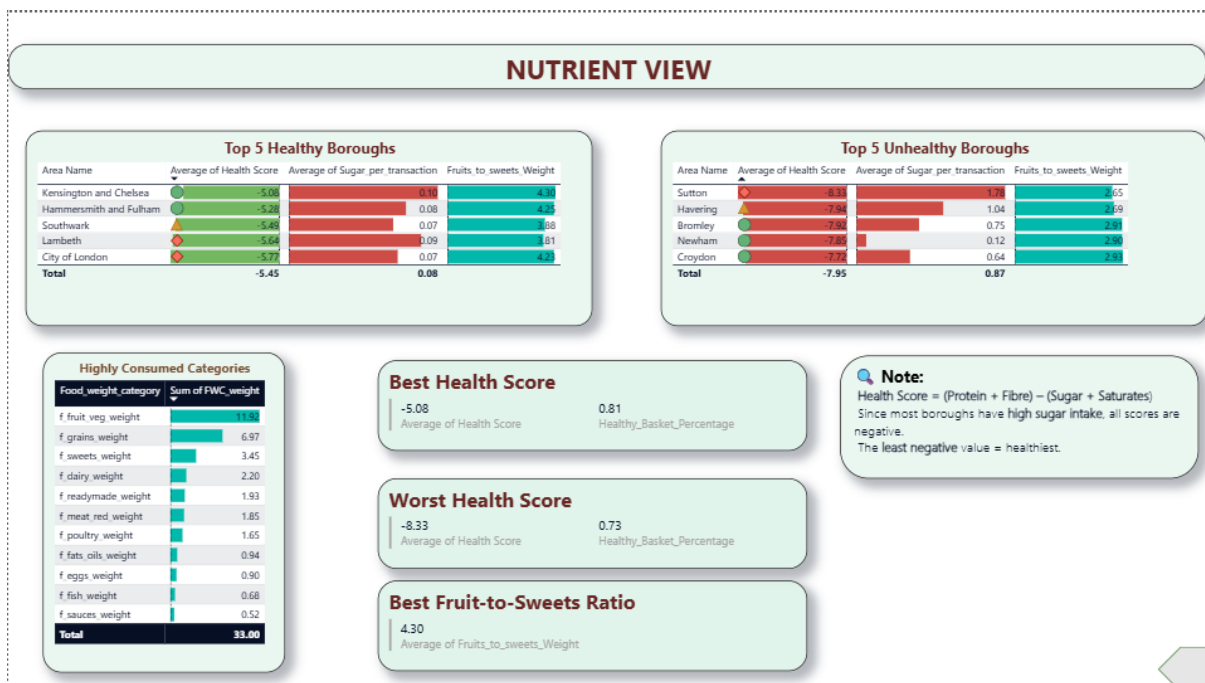 NUTRIENT VIEW
Top 5 Healthy Boroughs
Area Name Average of Health Score Average of Sugar_per_transaction Fruits_to_sweets_Weight
Kensington and Chelsea -5.08 0.10 4.30
Hammersmith and Fulham -5.28 0.08 4.25
Southwark -5.49 0.07 3.88
Lambeth -5.64 0.09 3.81
City of London -5.77 0.07 4.23
Total -5.45 0.08
Top 5 Unhealthy Boroughs
Area Name Average of Health Score Average of Sugar_per_transaction Fruits_to_sweets_Weight
Sutton -8.33 1.78 2.65
Havering -7.94 1.04 2.69
Bromley -7.92 0.75 2.91
Newham -7.85 0.12 2.90
Croydon -7.72 0.64 2.93
Total -7.95 0.87
Highly Consumed Categories
Food_weight_category Sum of FWC_weight
f_fruit_veg_weight 11.92
f_grains_weight 6.97
f_sweets_weight 3.45
f_dairy_weight 2.20
f_readymade_weight 1.93
f_meat_red_weight 1.85
f_poultry_weight 1.65
f_fats_oils_weight 0.94
f_eggs_weight 0.90
f_fish_weight 0.68
f_sauces_weight 0.52
Total 33.00
Best Health Score
-5.08 0.81
Average of Health Score Healthy_Basket_Percentage
Worst Health Score
-8.33 0.73
Average of Health Score Healthy_Basket_Percentage
Best Fruit-to-Sweets Ratio
4.30
Average of Fruits_to_sweets_Weight
Note:
Health Score = (Protein + Fibre) – (Sugar + Saturates)
Since most boroughs have high sugar intake, all scores are
negative.
The least negative value = healthiest.